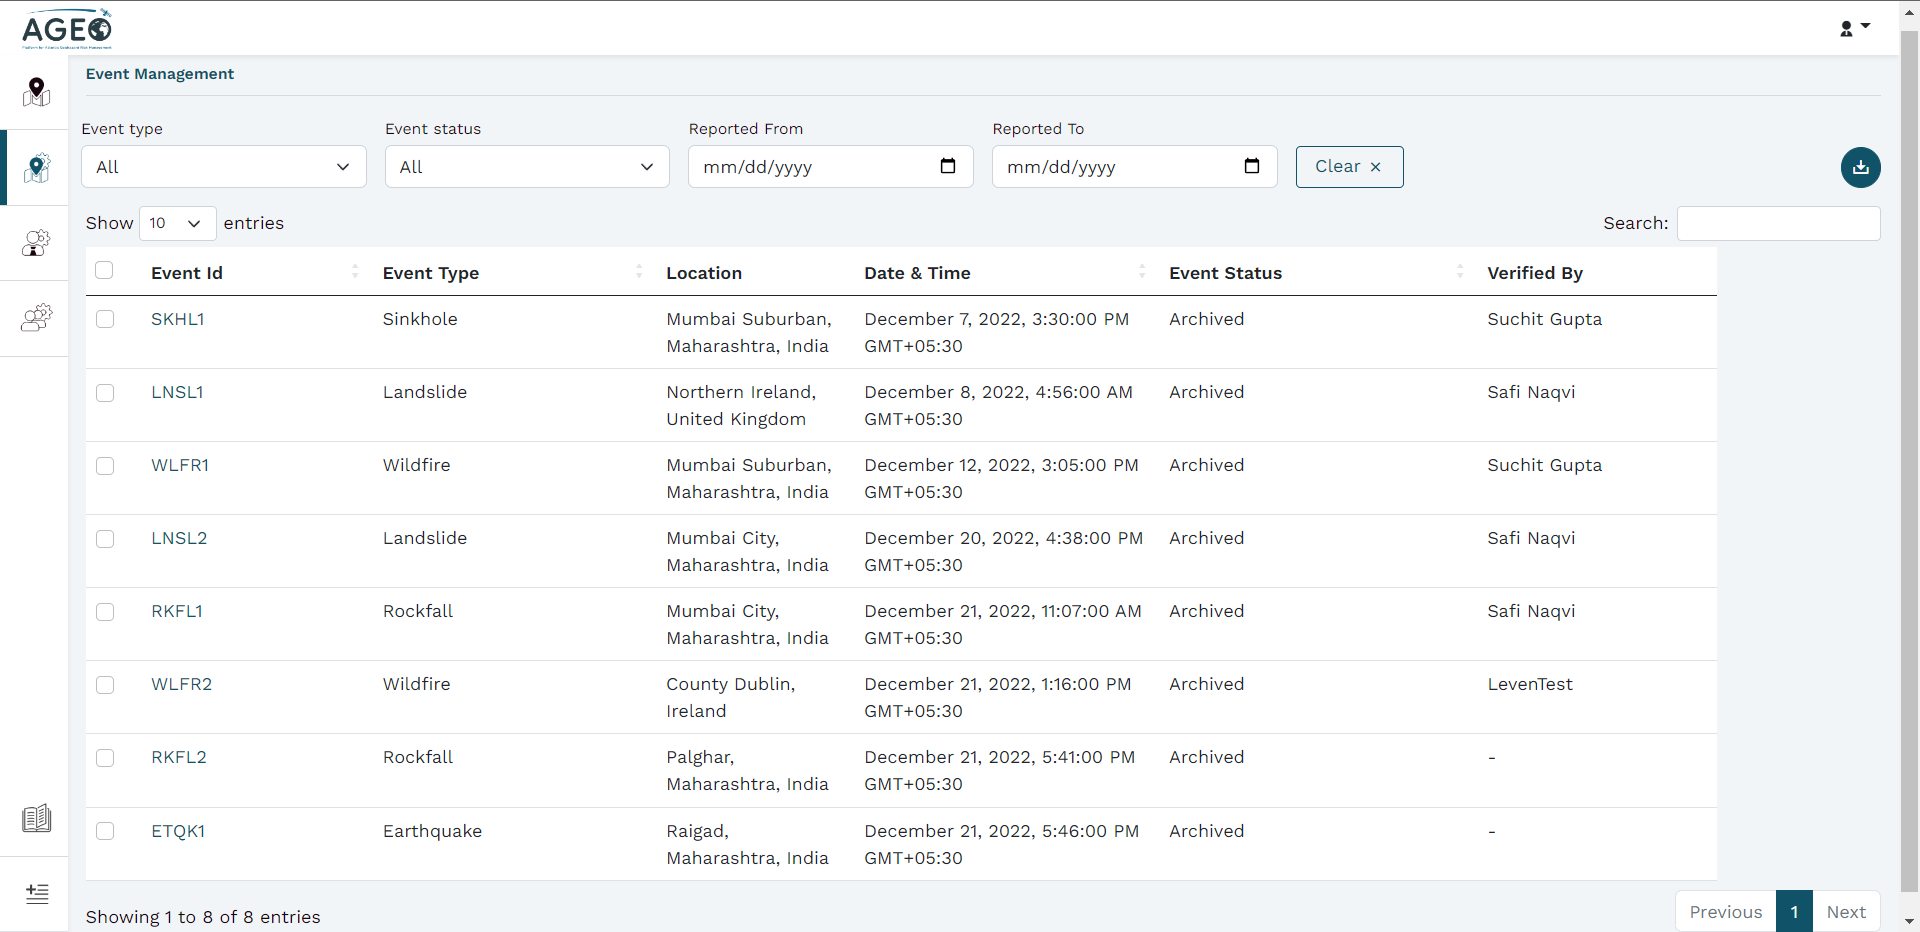 AGEO
Event Management
Event type
Event status
Reported From
Reported To
All
All
mm/dd/yyyy
mm/dd/yyyy
Clear ×
Show 10 entries
Search:
Event Id Event Type Location Date & Time Event Status Verified By
SKHL1 Sinkhole Mumbai Suburban, December 7, 2022, 3:30:00 PM Archived Suchit Gupta
Maharashtra, India GMT+05:30
LNSL1 Landslide Northern Ireland, December 8, 2022, 4:56:00 AM Archived Safi Naqvi
United Kingdom GMT+05:30
WLFR1 Wildfire Mumbai Suburban, December 12, 2022, 3:05:00 PM Archived Suchit Gupta
Maharashtra, India GMT+05:30
LNSL2 Landslide Mumbai City, December 20, 2022, 4:38:00 PM Archived Safi Naqvi
Maharashtra, India GMT+05:30
RKFL1 Rockfall Mumbai City, December 21, 2022, 11:07:00 AM Archived Safi Naqvi
Maharashtra, India GMT+05:30
WLFR2 Wildfire County Dublin, December 21, 2022, 1:16:00 PM Archived LevenTest
Ireland GMT+05:30
RKFL2 Rockfall Palghar, December 21, 2022, 5:41:00 PM Archived -
Maharashtra, India GMT+05:30
ETQK1 Earthquake Raigad, December 21, 2022, 5:46:00 PM Archived -
Maharashtra, India GMT+05:30
Showing 1 to 8 of 8 entries
Previous 1 Next